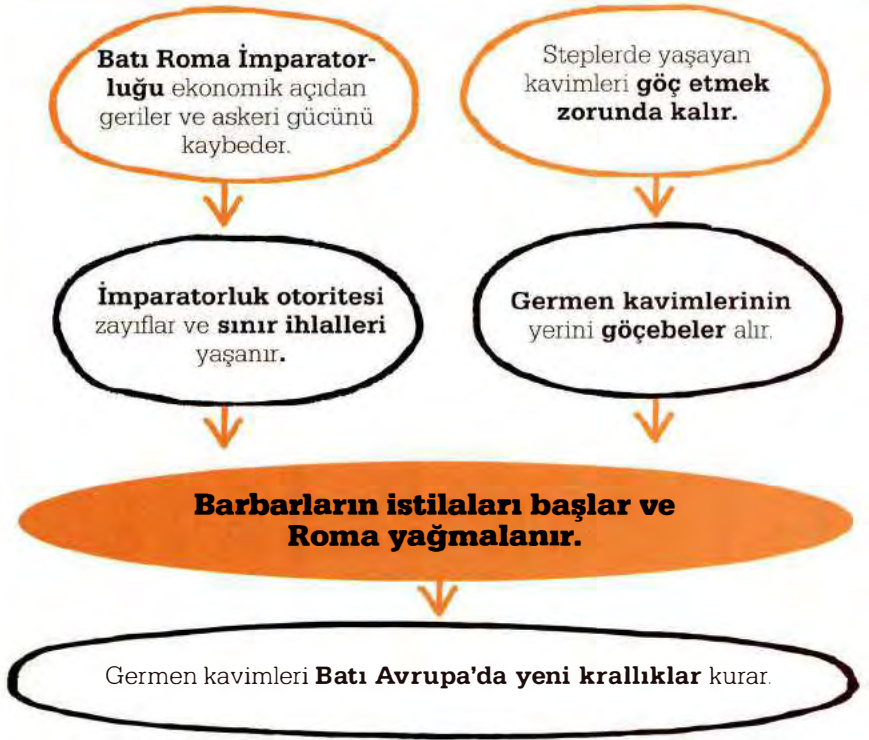 Batı Roma İmparator-
luğu ekonomik açıdan
geriler ve askeri gücünü
kaybeder.
Steplerde yaşayan
kavimleri göç etmek
zorunda kalır.
İmparatorluk otoritesi
zayıflar ve sınır ihlalleri
yaşanır.
Germen kavimlerinin
yerini göçebeler alır.
Barbarların istilaları başlar ve
Roma yağmalanır.
Germen kavimleri Batı Avrupa’da yeni krallıklar kurar.